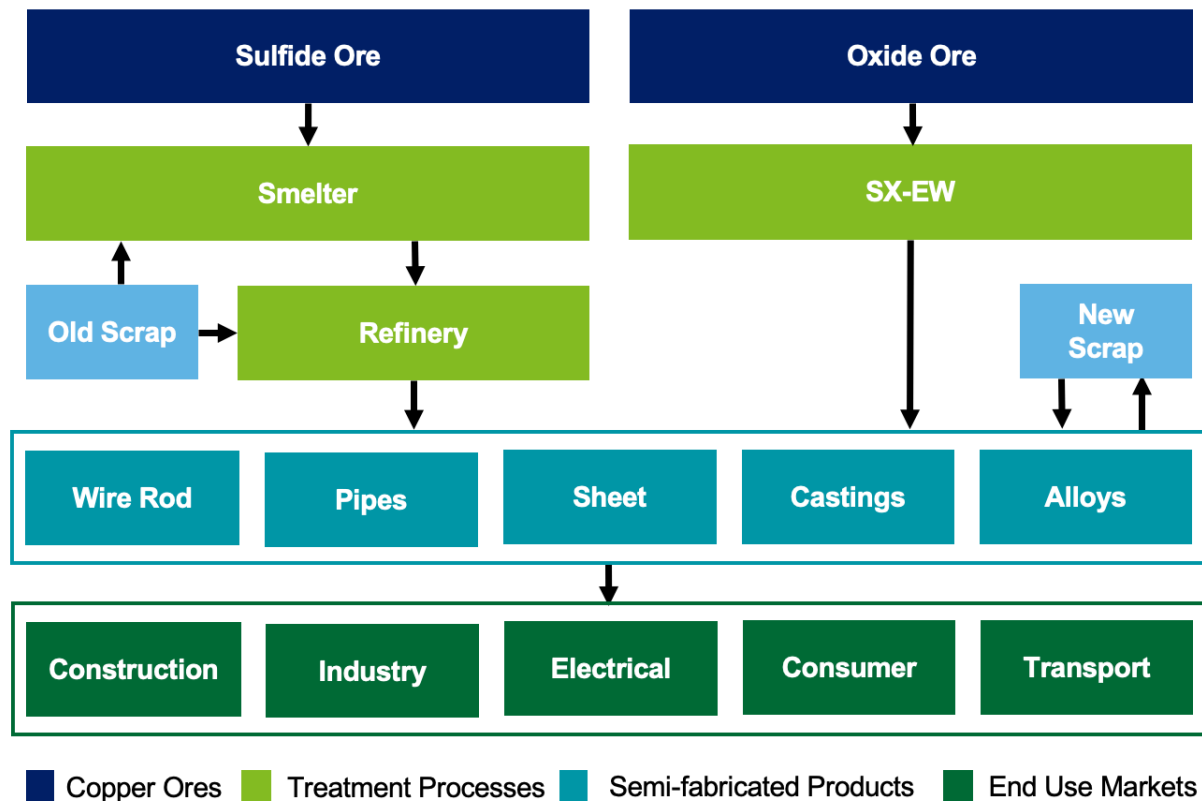 Sulfide Ore
Oxide Ore
Smelter
SX-EW
Old Scrap
Refinery
New
Scrap
Wire Rod
Pipes
Sheet
Castings
Alloys
Construction
Industry
Electrical
Consumer
Transport
Copper Ores
Treatment Processes
Semi-fabricated Products
End Use Markets